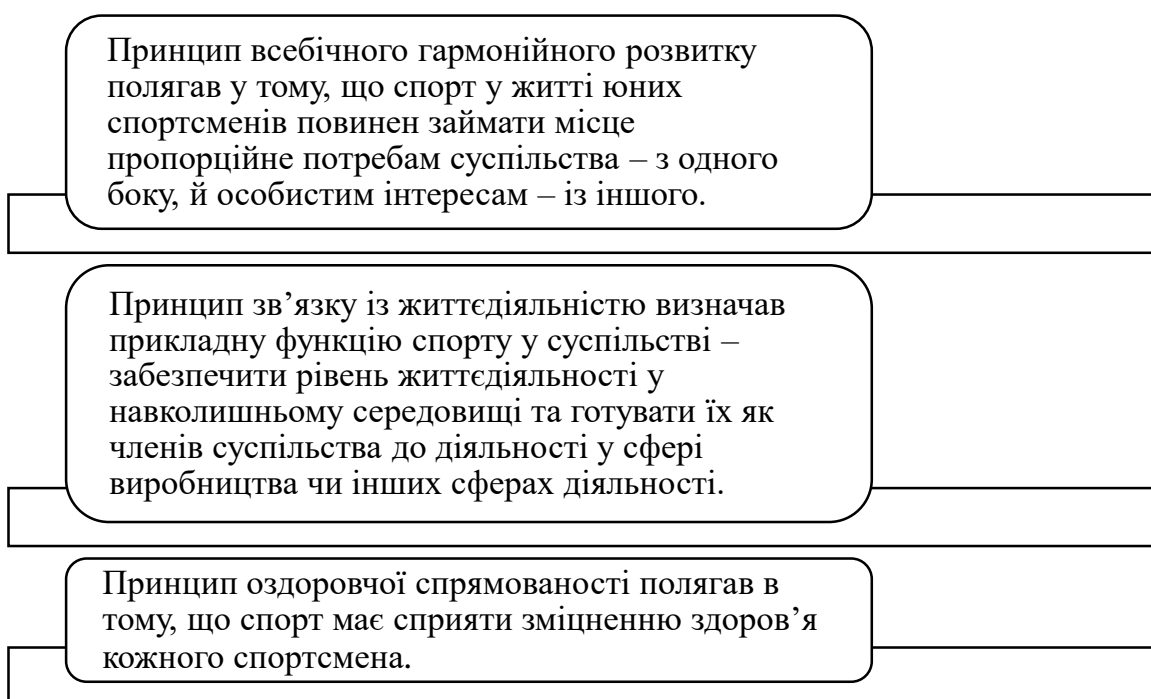 Принцип всебічного гармонійного розвитку
полягав у тому, що спорт у житті юних
спортсменів повинен займати місце
пропорційне потребам суспільства – з одного
боку, й особистим інтересам – із іншого.
Принцип зв’язку із життєдіяльністю визначав
прикладну функцію спорту у суспільстві –
забезпечити рівень життєдіяльності у
навколишньому середовищі та готувати їх як
членів суспільства до діяльності у сфері
виробництва чи інших сферах діяльності.
Принцип оздоровчої спрямованості полягав в
тому, що спорт має сприяти зміцненню здоров’я
кожного спортсмена.